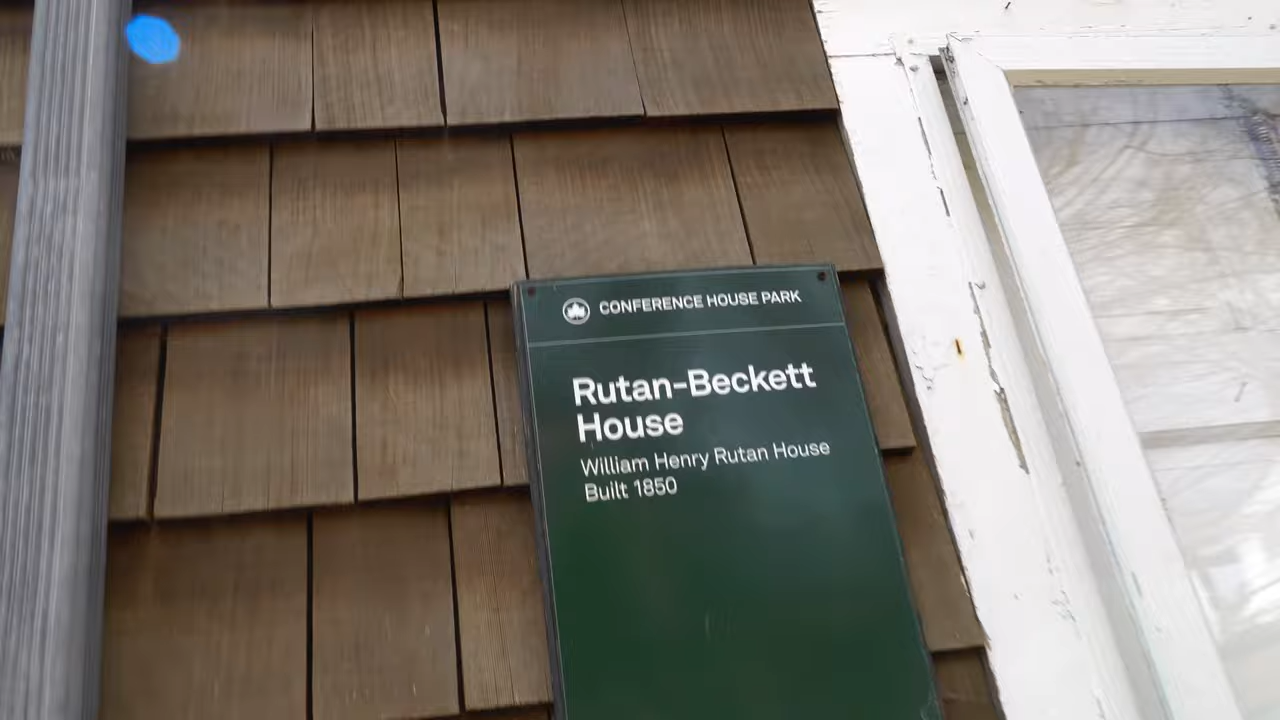 CONFERENCE HOUSE PARK
Rutan-Beckett
House
William Henry Rutan House
Built 1850